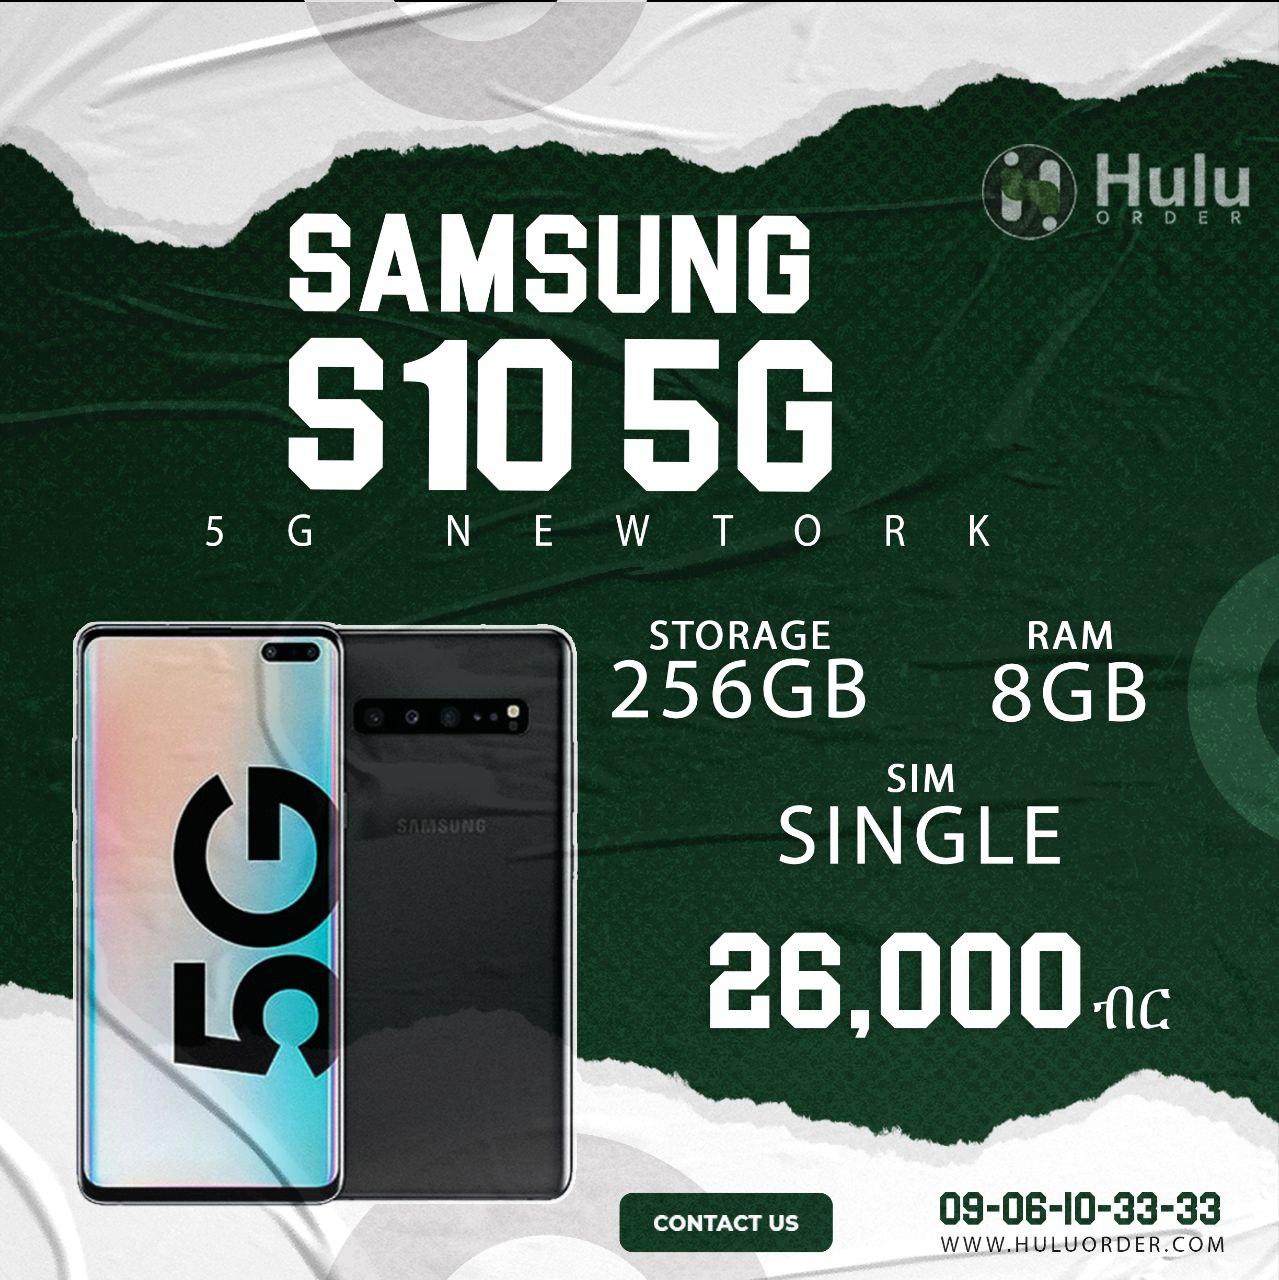 Hulu
ORDER
SAMSUNG
S10 5G
5G NEWTORK
STORAGE
256GB
RAM
8GB
SIM
SINGLE
26,000 ብር
5G
SAMSUNG
CONTACT US
09-06-10-33-33
WWW.HULUORDER.COM